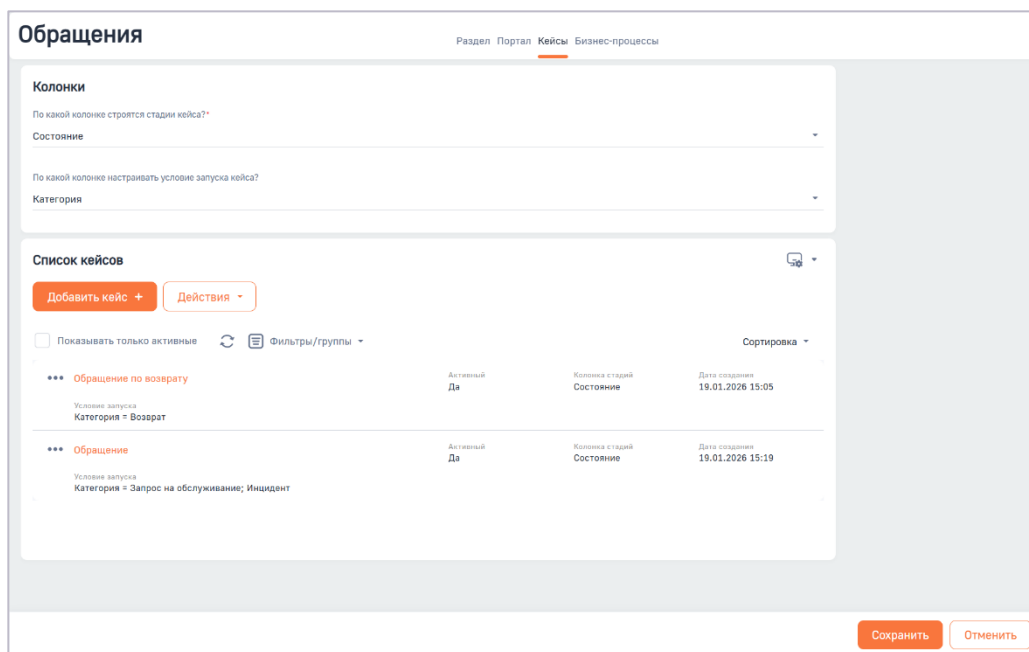 Обращения
Раздел Портал Кейсы Бизнес-процессы
Колонки
По какой колонке строятся стадии кейса?*
Состояние
По какой колонке настраивать условие запуска кейса?
Категория
Список кейсов
Добавить кейс +
Действия
Показывать только активные
Фильтры/группы
Сортировка
Обращение по возврату
Активный
Да
Колонка стадий
Состояние
Дата создания
19.01.2026 15:05
Условие запуска
Категория = Возврат
Обращение
Активный
Да
Колонка стадий
Состояние
Дата создания
19.01.2026 15:19
Условие запуска
Категория = Запрос на обслуживание; Инцидент
Сохранить
Отменить